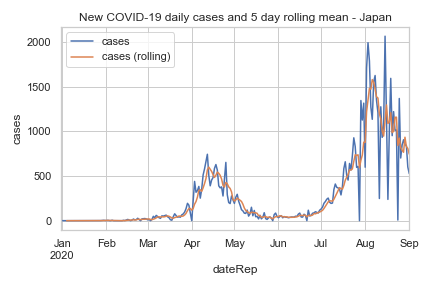 New COVID-19 daily cases and 5 day rolling mean - Japan
cases
cases (rolling)
2000
1500
1000
500
0
cases
Jan Feb Mar Apr May Jun Jul Aug Sep
2020
dateRep